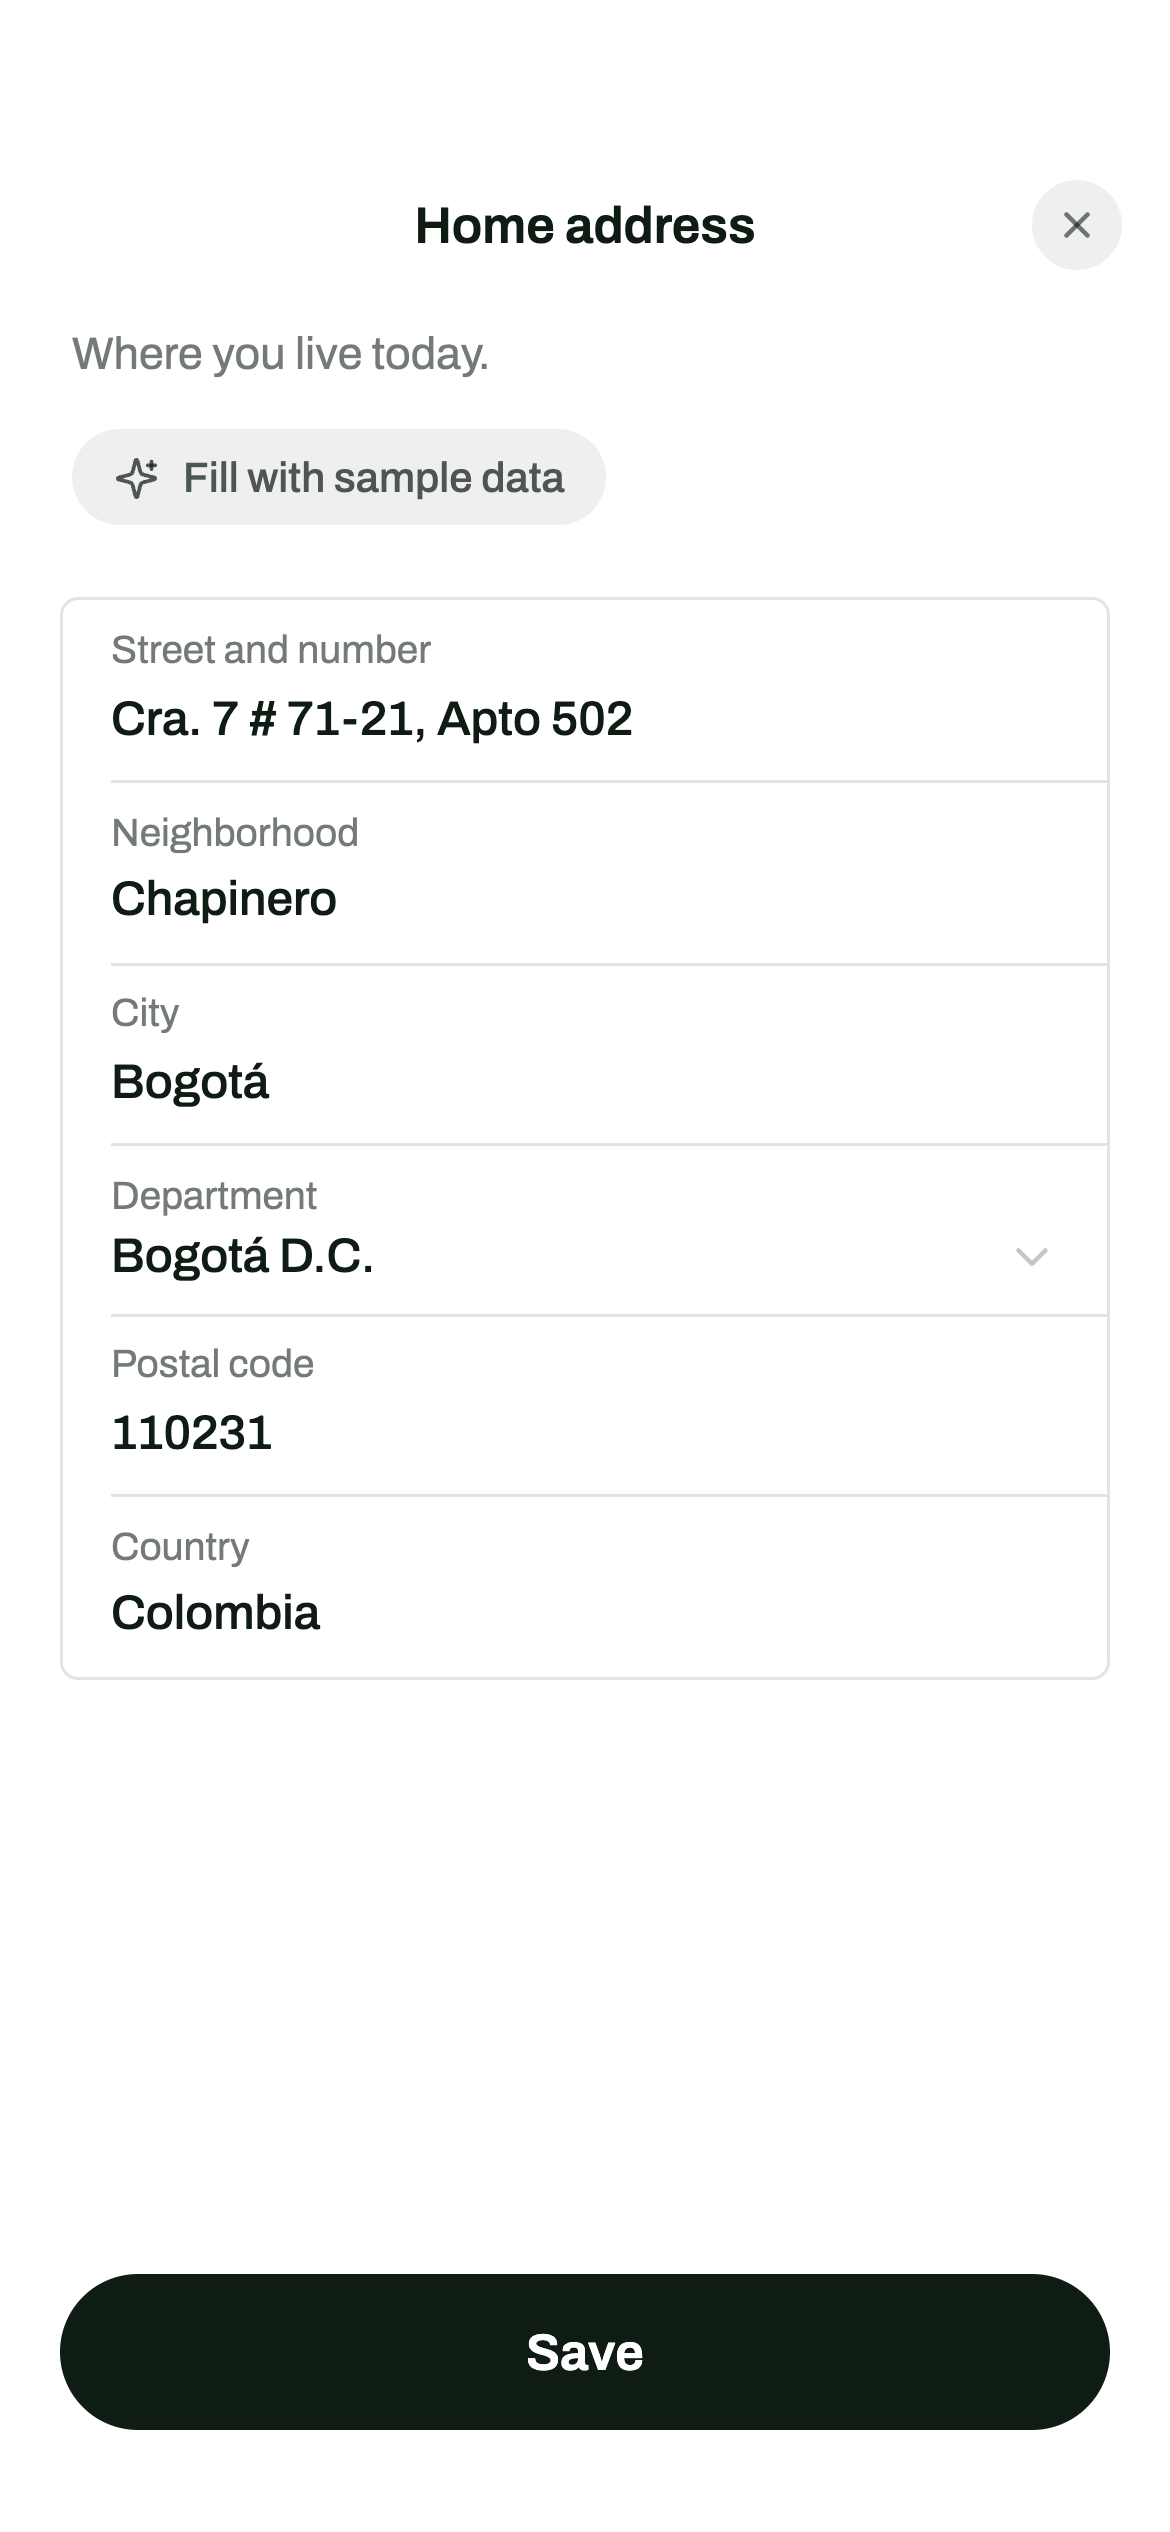 Home address
Where you live today.
Fill with sample data
Street and number
Cra. 7 # 71-21, Apto 502
Neighborhood
Chapinero
City
Bogotá
Department
Bogotá D.C.
Postal code
110231
Country
Colombia
Save